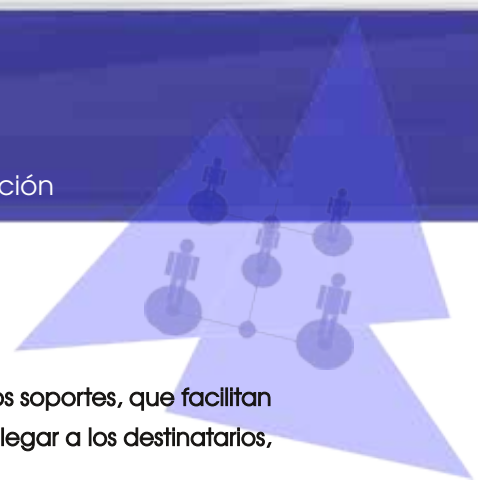 ción
os soportes, que facilitan
legar a los destinatarios,